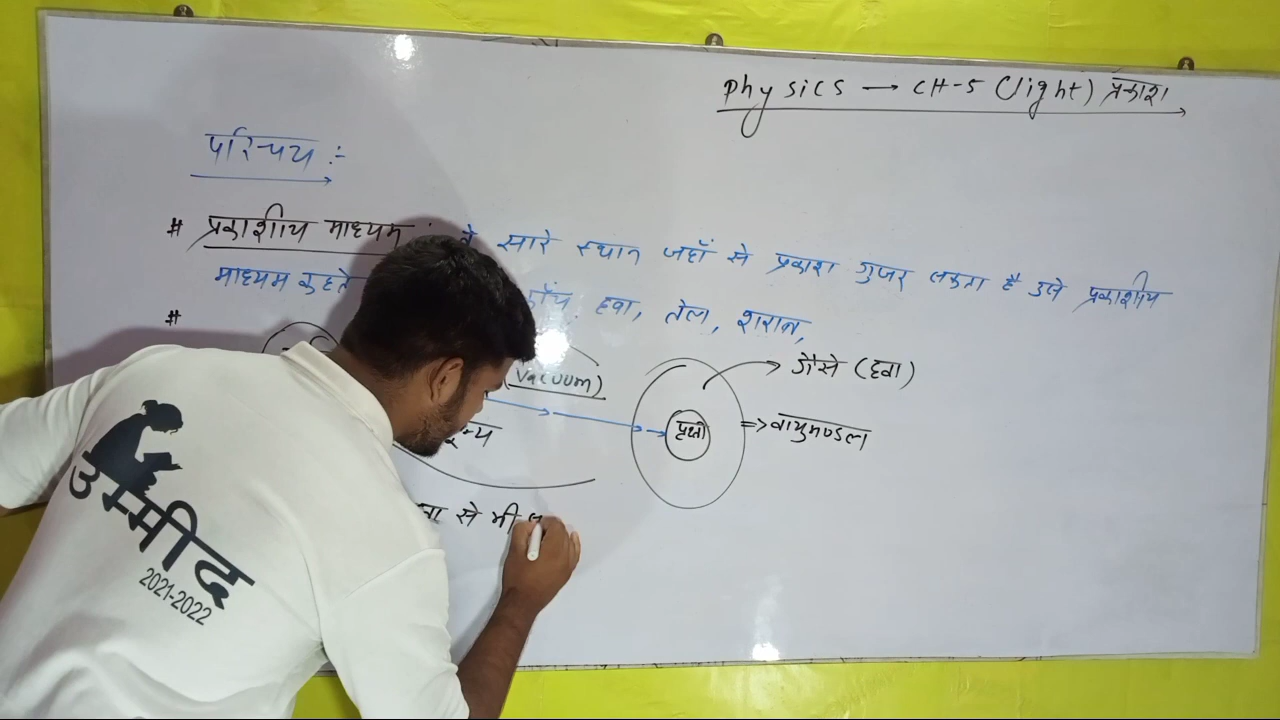 Physics → CH-5 (light) प्रकाश
परिचय :-
# प्रकाशीय माध्यम : वे सारे स्थान जहाँ से प्रकाश गुजर सकता है उसे प्रकाशीय
माध्यम कहते काँच, हवा, तेल, शराब,
#
(Vacuum)
जैसे (हवा)
पृथ्वी => वायुमण्डल
से भी
उम्मीद
2021-2022